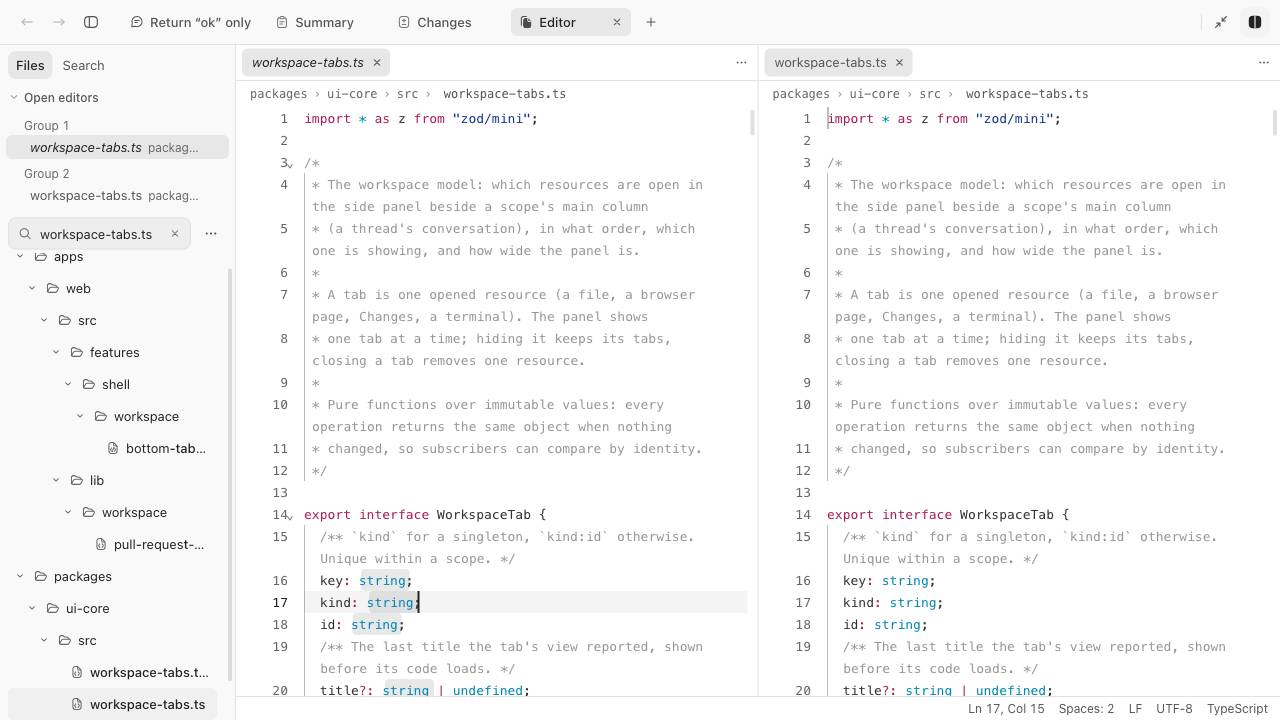 Return “ok” only
Summary
Changes
Editor
Files
Search
Open editors
Group 1
workspace-tabs.ts packag...
Group 2
workspace-tabs.ts packag...
workspace-tabs.ts
apps
web
src
features
shell
workspace
bottom-tab...
lib
workspace
pull-request-...
packages
ui-core
src
workspace-tabs.t...
workspace-tabs.ts
workspace-tabs.ts
packages › ui-core › src › workspace-tabs.ts
1 import * as z from "zod/mini";
2
3 /*
4 * The workspace model: which resources are open in
the side panel beside a scope's main column
5 * (a thread's conversation), in what order, which
one is showing, and how wide the panel is.
6 *
7 * A tab is one opened resource (a file, a browser
page, Changes, a terminal). The panel shows
8 * one tab at a time; hiding it keeps its tabs,
closing a tab removes one resource.
9 *
10 * Pure functions over immutable values: every
operation returns the same object when nothing
11 * changed, so subscribers can compare by identity.
12 */
13
14 export interface WorkspaceTab {
15 /** `kind` for a singleton, `kind:id` otherwise.
Unique within a scope. */
16 key: string;
17 kind: string;
18 id: string;
19 /** The last title the tab's view reported, shown
before its code loads. */
20 title?: string | undefined;
workspace-tabs.ts
packages › ui-core › src › workspace-tabs.ts
1 import * as z from "zod/mini";
2
3 /*
4 * The workspace model: which resources are open in
the side panel beside a scope's main column
5 * (a thread's conversation), in what order, which
one is showing, and how wide the panel is.
6 *
7 * A tab is one opened resource (a file, a browser
page, Changes, a terminal). The panel shows
8 * one tab at a time; hiding it keeps its tabs,
closing a tab removes one resource.
9 *
10 * Pure functions over immutable values: every
operation returns the same object when nothing
11 * changed, so subscribers can compare by identity.
12 */
13
14 export interface WorkspaceTab {
15 /** `kind` for a singleton, `kind:id` otherwise.
Unique within a scope. */
16 key: string;
17 kind: string;
18 id: string;
19 /** The last title the tab's view reported, shown
before its code loads. */
20 title?: string | undefined;
Ln 17, Col 15 Spaces: 2 LF UTF-8 TypeScript